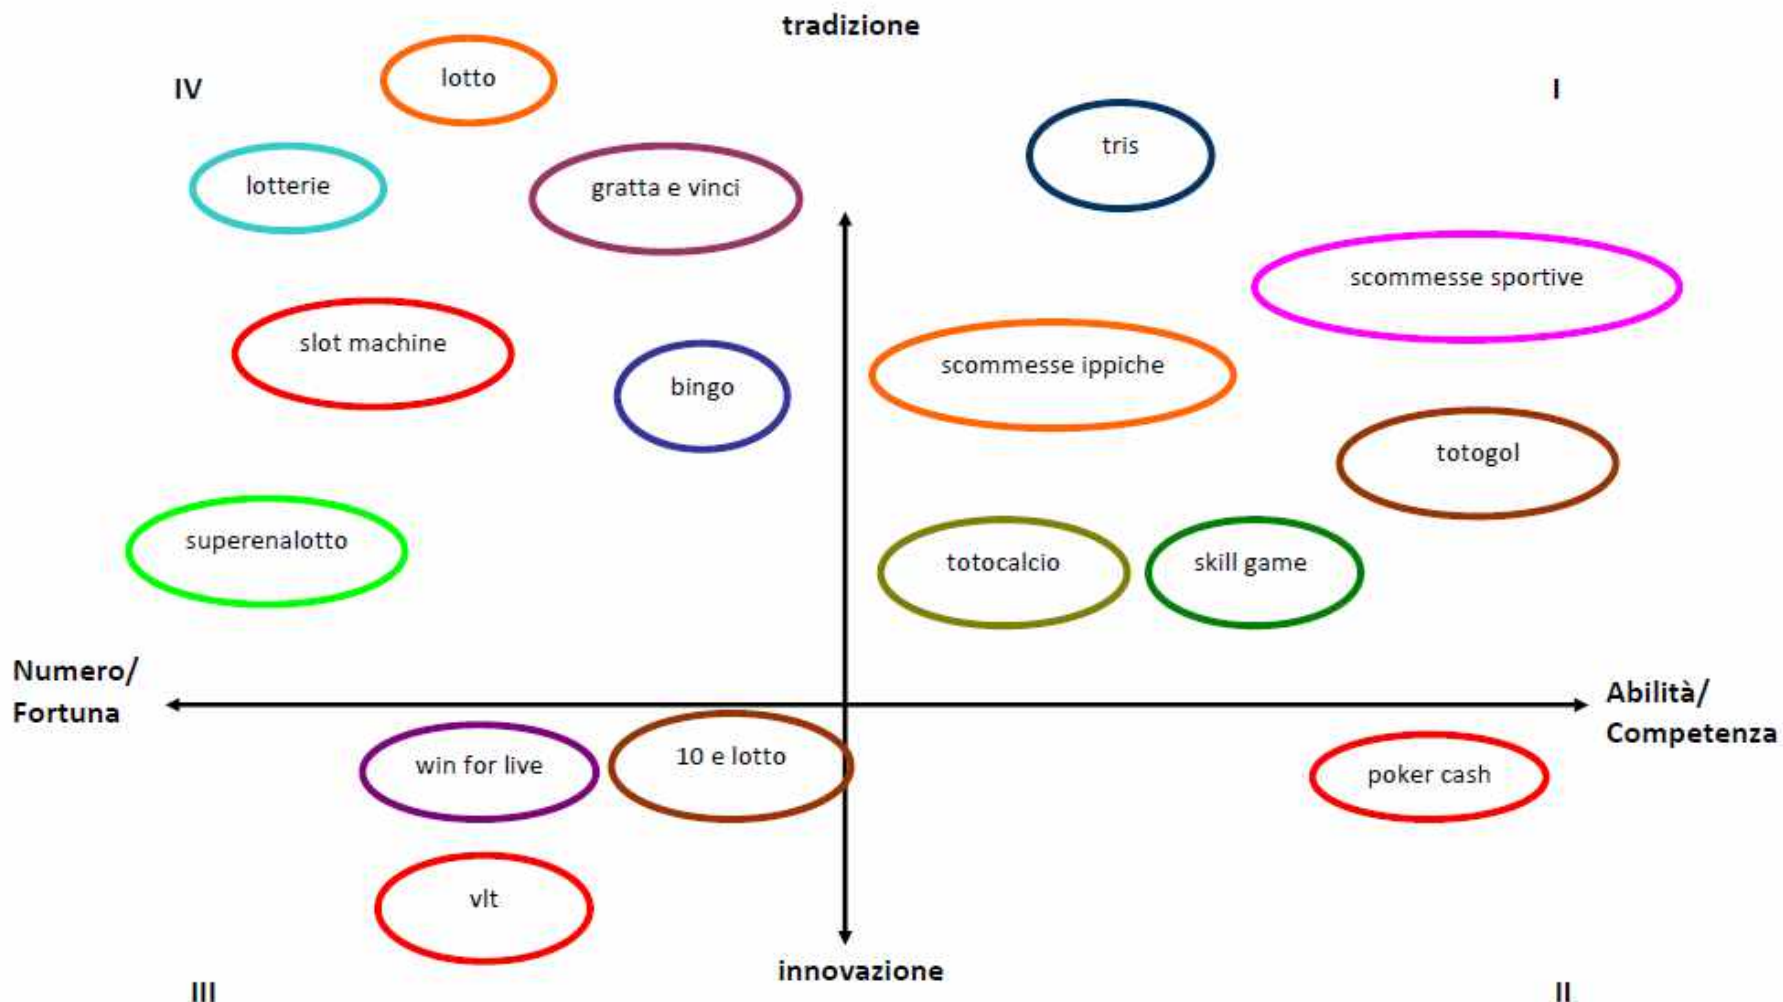 tradizione
lotto
IV
I
tris
lotterie
gratta e vinci
scommesse sportive
slot machine
scommesse ippiche
bingo
totogol
superenalotto
totocalcio
skill game
Numero/
Fortuna
Abilità/
Competenza
win for live
10 e lotto
poker cash
vlt
innovazione
III
II